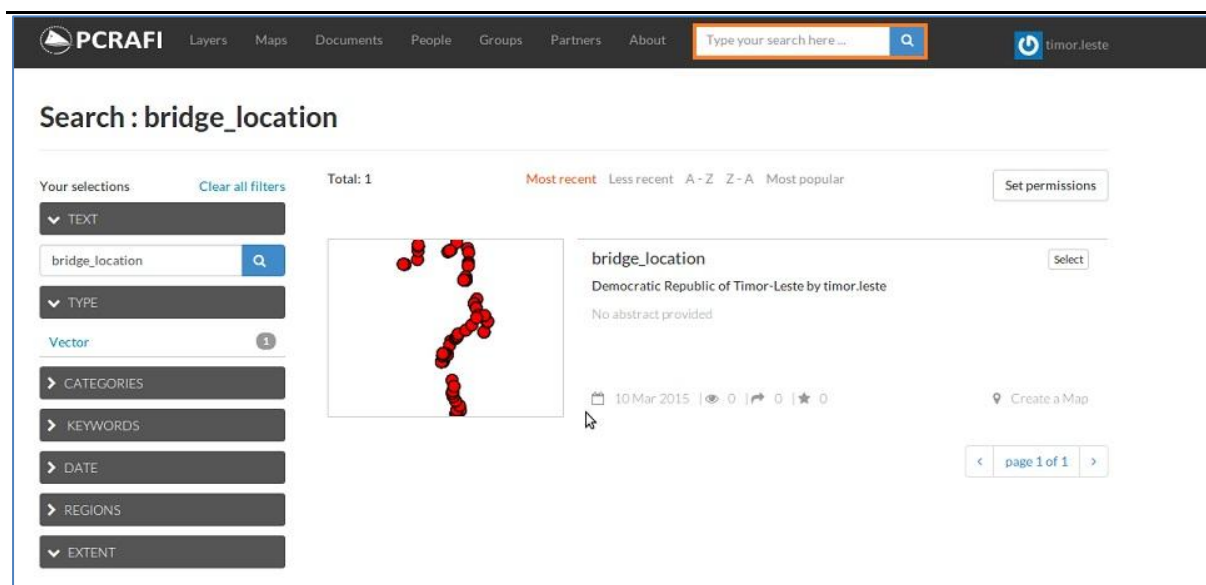 PCRAFI Layers Maps Documents People Groups Partners About Type your search here ... timor.leste
Search : bridge_location
Your selections Clear all filters
TEXT
bridge_location
TYPE
Vector 1
CATEGORIES
KEYWORDS
DATE
REGIONS
EXTENT
Total: 1 Most recent Less recent A - Z Z - A Most popular Set permissions
bridge_location Select
Democratic Republic of Timor-Leste by timor.leste
No abstract provided
10 Mar 2015 | 0 | 0 | 0 Create a Map
< page 1 of 1 >